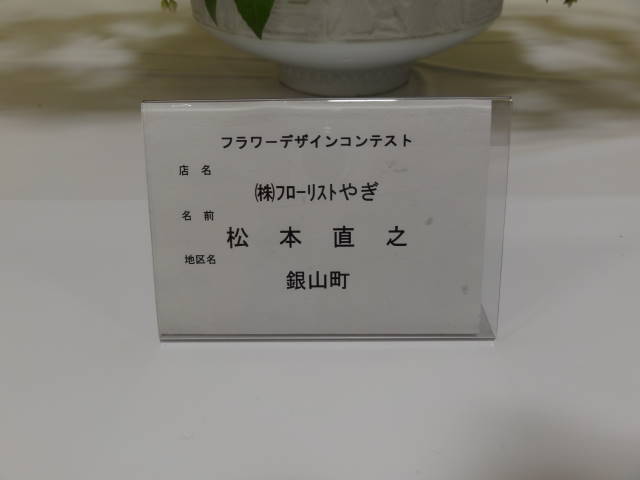 フラワーデザインコンテスト
店 名
㈱フローリストやぎ
名 前
松 本 直 之
地区名
銀山町